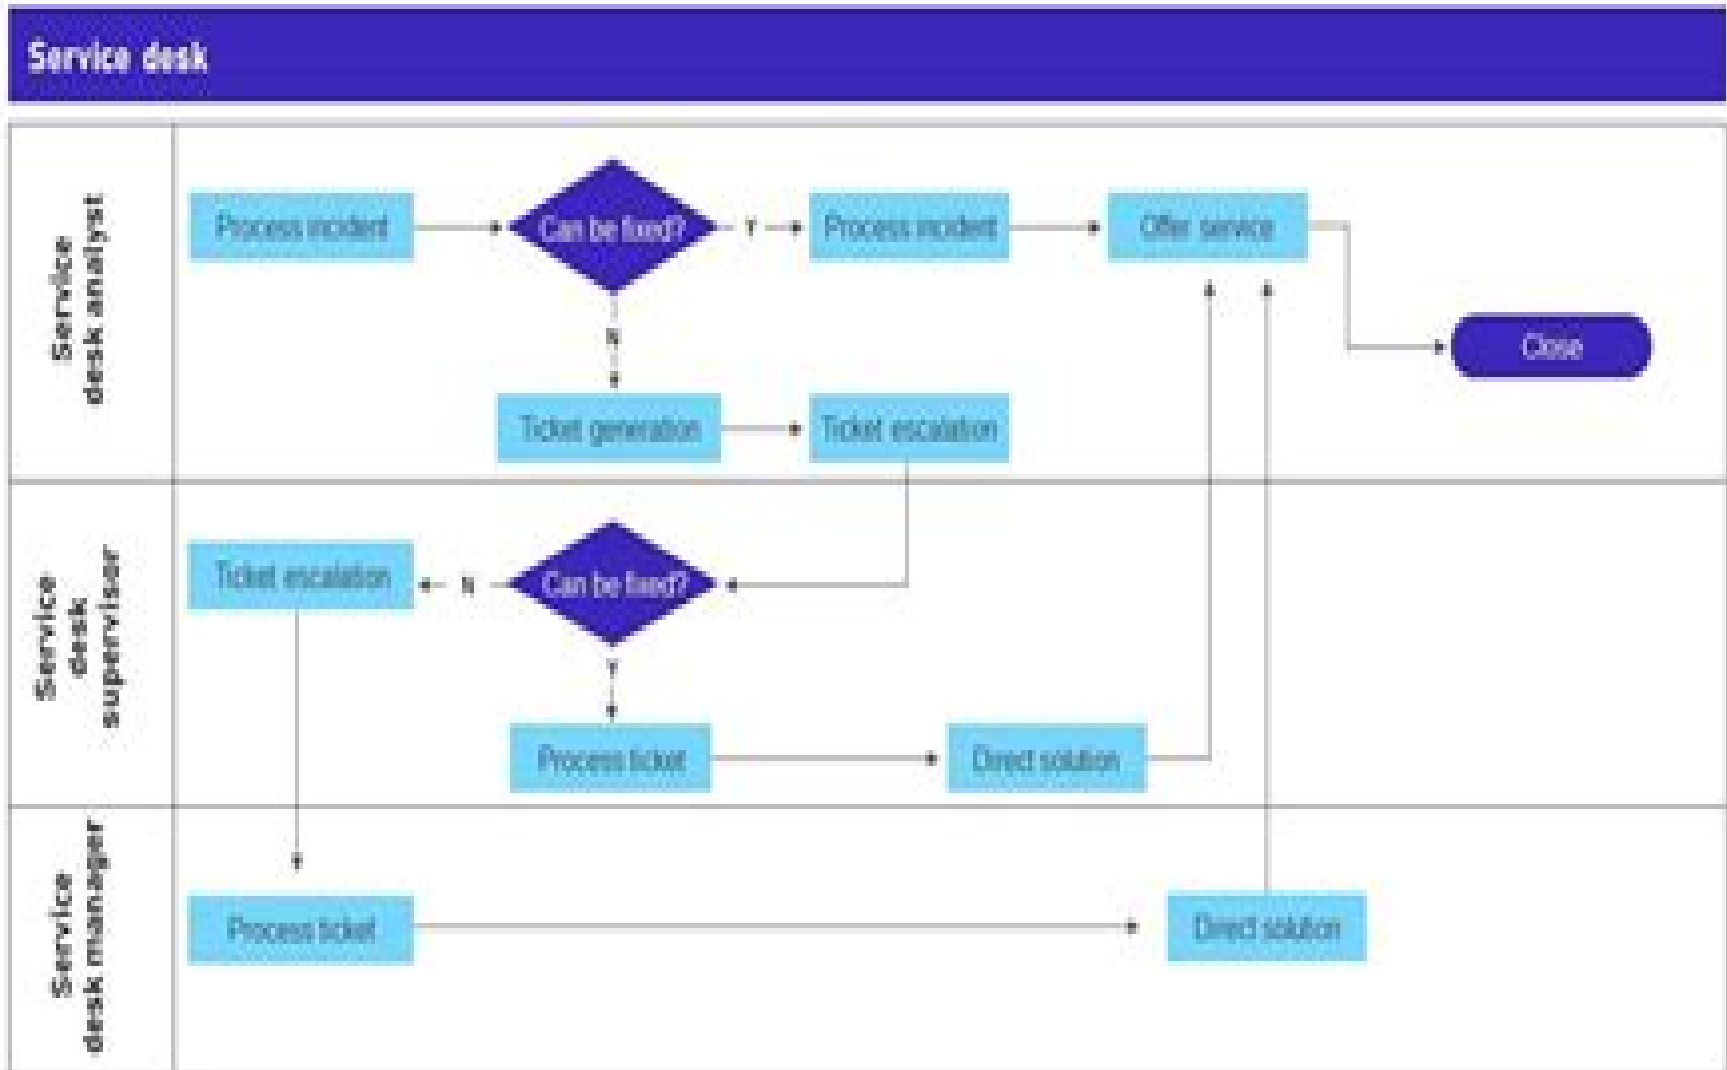 Service desk
Service
desk analyst
Process incident
Can be fixed?
Y
Process incident
Offer service
Close
N
Ticket generation
Ticket escalation
Service
desk
supervisor
Ticket escalation
N
Can be fixed?
Y
Process ticket
Direct solution
Service
desk manager
Process ticket
Direct solution